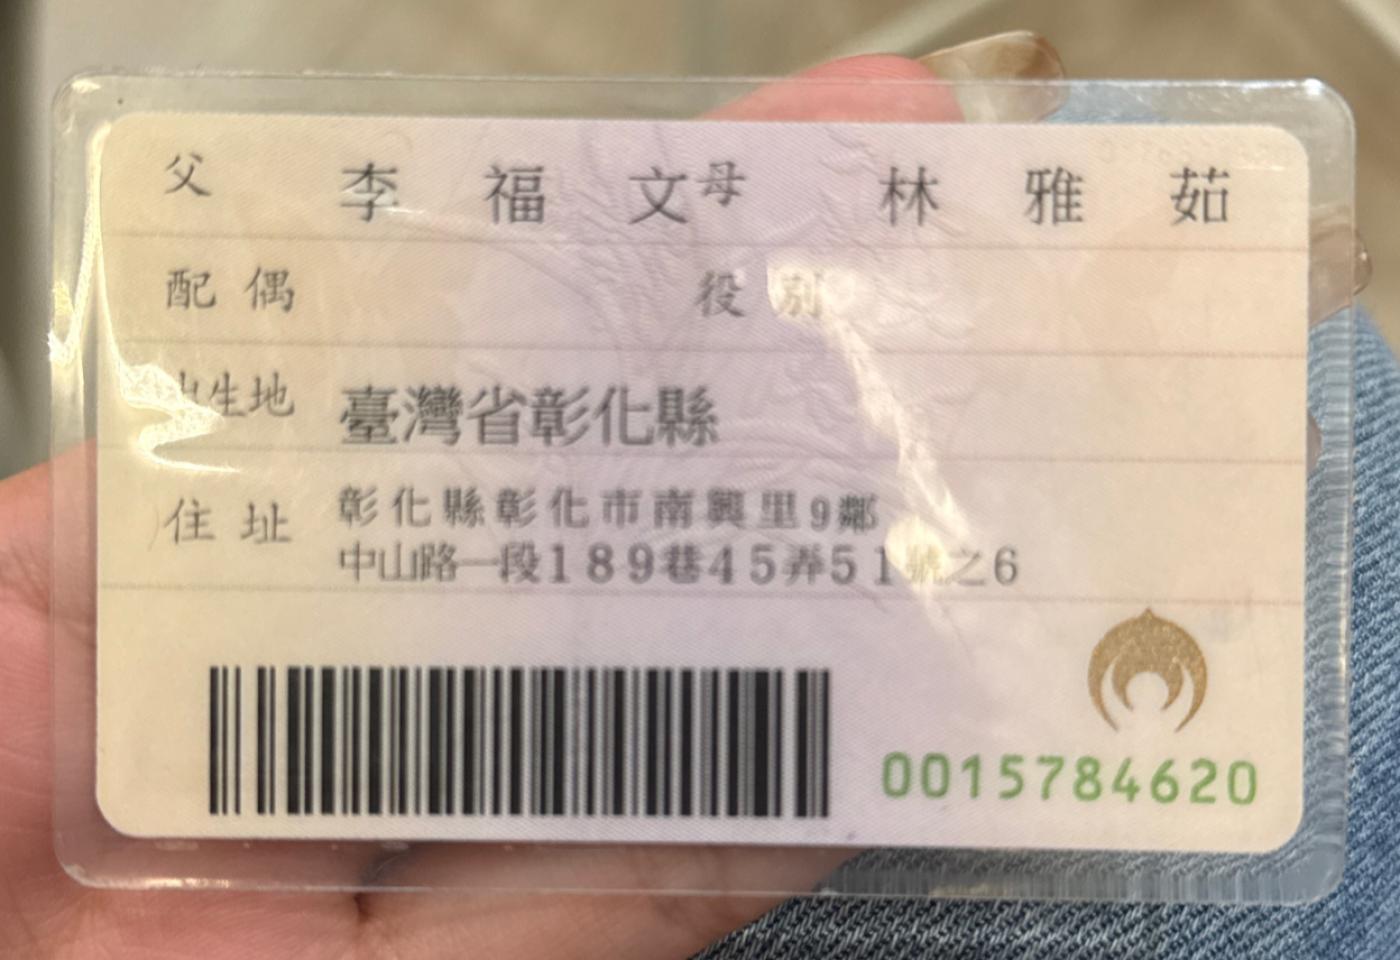 父 李福文 母 林雅茹
配偶 役別
出生地 臺灣省彰化縣
住址 彰化縣彰化市南興里9鄰
中山路一段189巷45弄51號之6
0015784620